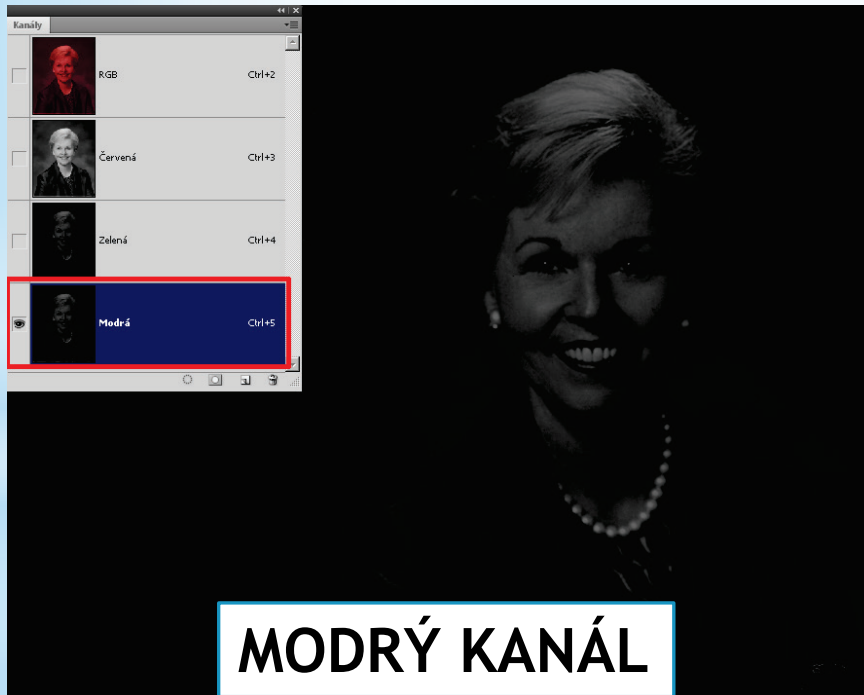 Kanály
RGB Ctrl+2
Červená Ctrl+3
Zelená Ctrl+4
Modrá Ctrl+5
MODRÝ KANÁL